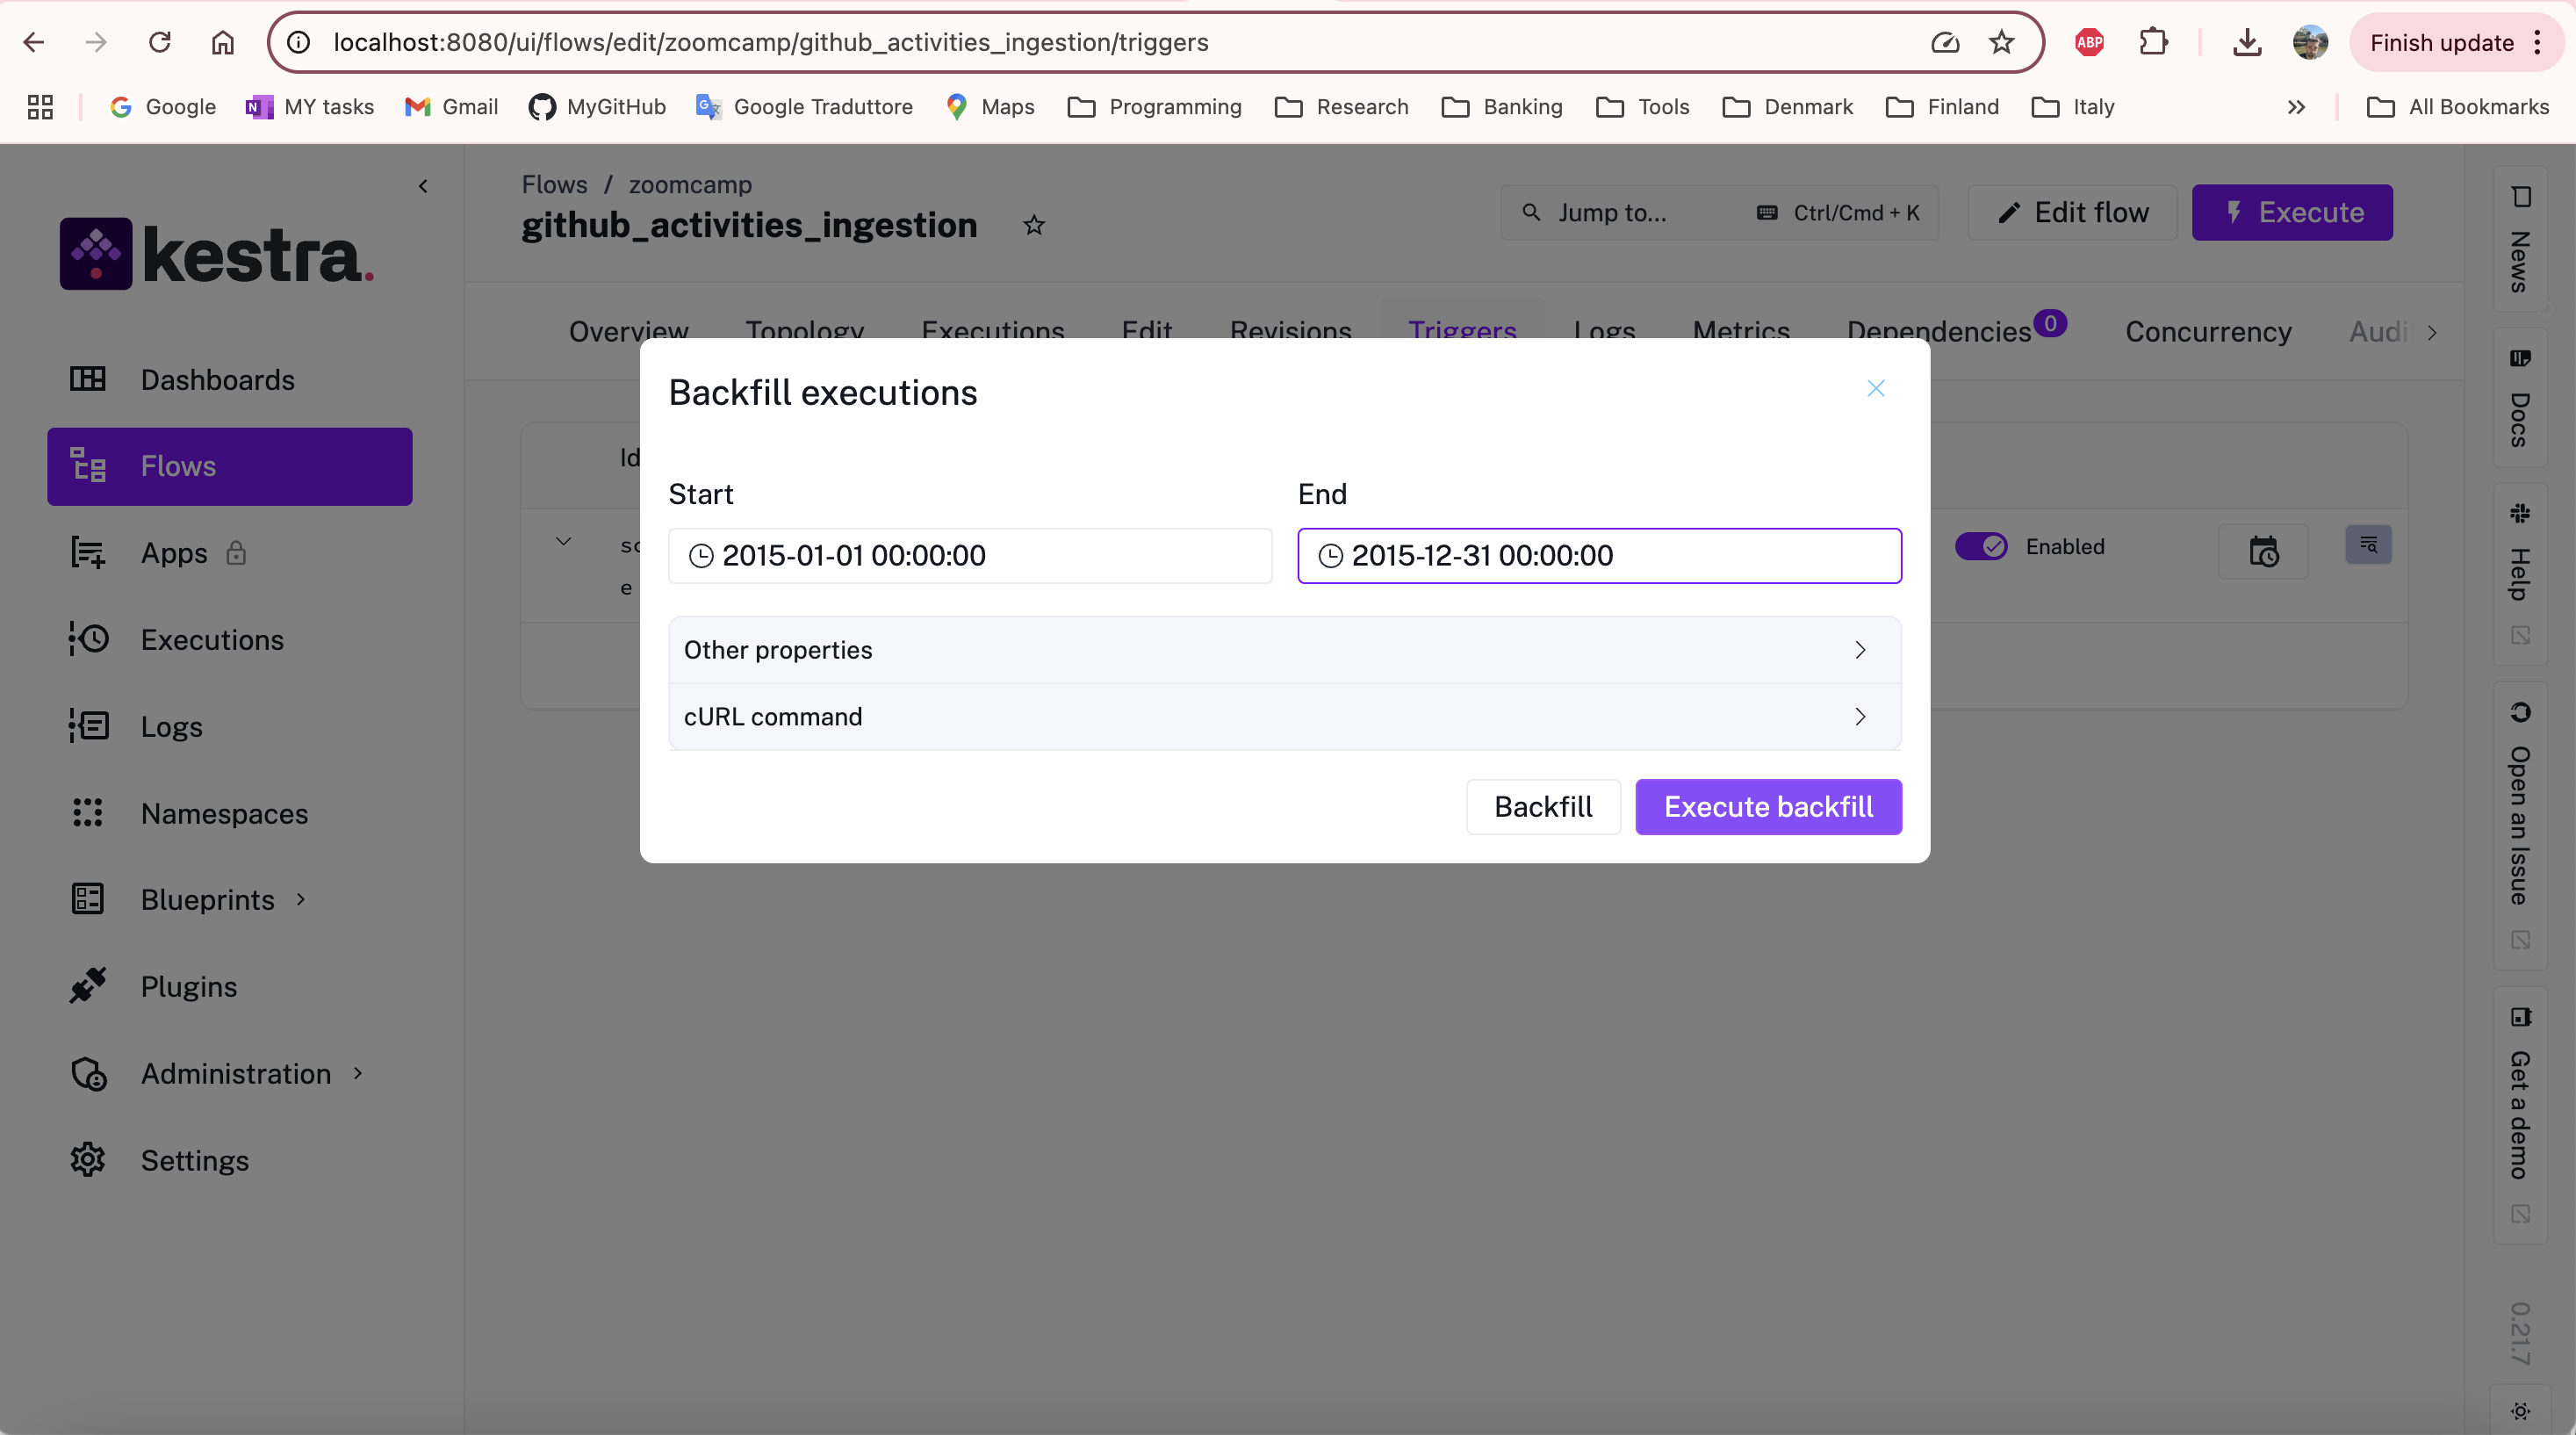 localhost:8080/ui/flows/edit/zoomcamp/github_activities_ingestion/triggers
ABP
Finish update
Google
N MY tasks
Gmail
MyGitHub
Google Traduttore
Maps
Programming
Research
Banking
Tools
Denmark
Finland
Italy
All Bookmarks
kestra.
Dashboards
Flows
Apps
Executions
Logs
Namespaces
Blueprints
Plugins
Administration
Settings
Flows / zoomcamp
github_activities_ingestion
Jump to...
Ctrl/Cmd + K
Edit flow
Execute
Overview
Topology
Executions
Edit
Revisions
Triggers
Logs
Metrics
Dependencies 0
Concurrency
Audi
Id
sc
e
Enabled
Backfill executions
Start
End
2015-01-01 00:00:00
2015-12-31 00:00:00
Other properties
cURL command
Backfill
Execute backfill
News
Docs
Help
Open an Issue
Get a demo
0.21.7